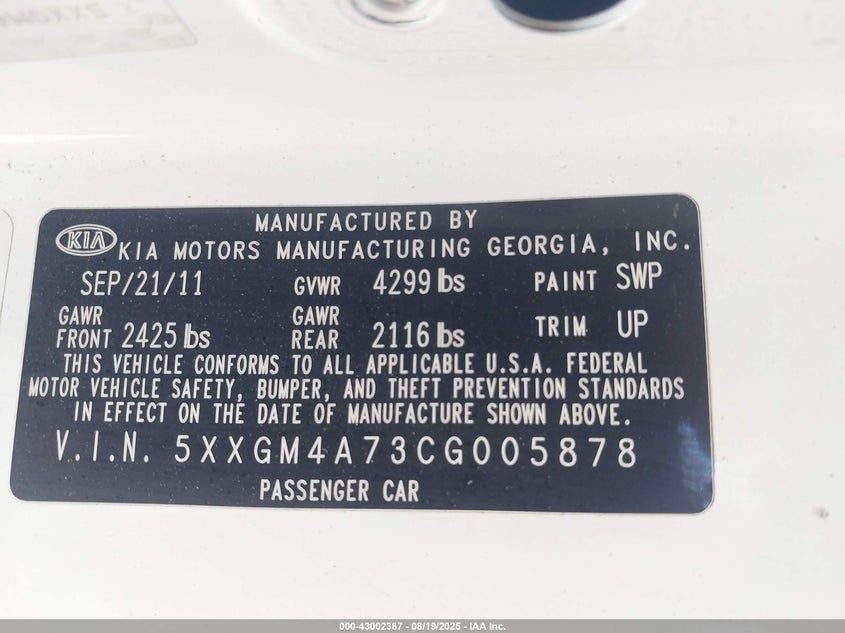 MANUFACTURED BY
KIA KIA MOTORS MANUFACTURING GEORGIA, INC.
SEP/21/11 GVWR 4299 lbs PAINT SWP
GAWR FRONT 2425 lbs GAWR REAR 2116 lbs TRIM UP
THIS VEHICLE CONFORMS TO ALL APPLICABLE U.S.A. FEDERAL
MOTOR VEHICLE SAFETY, BUMPER, AND THEFT PREVENTION STANDARDS
IN EFFECT ON THE DATE OF MANUFACTURE SHOWN ABOVE.
V.I.N. 5XXGM4A73CG005878
PASSENGER CAR
000-43002387 - 08/19/2025 - IAA Inc.